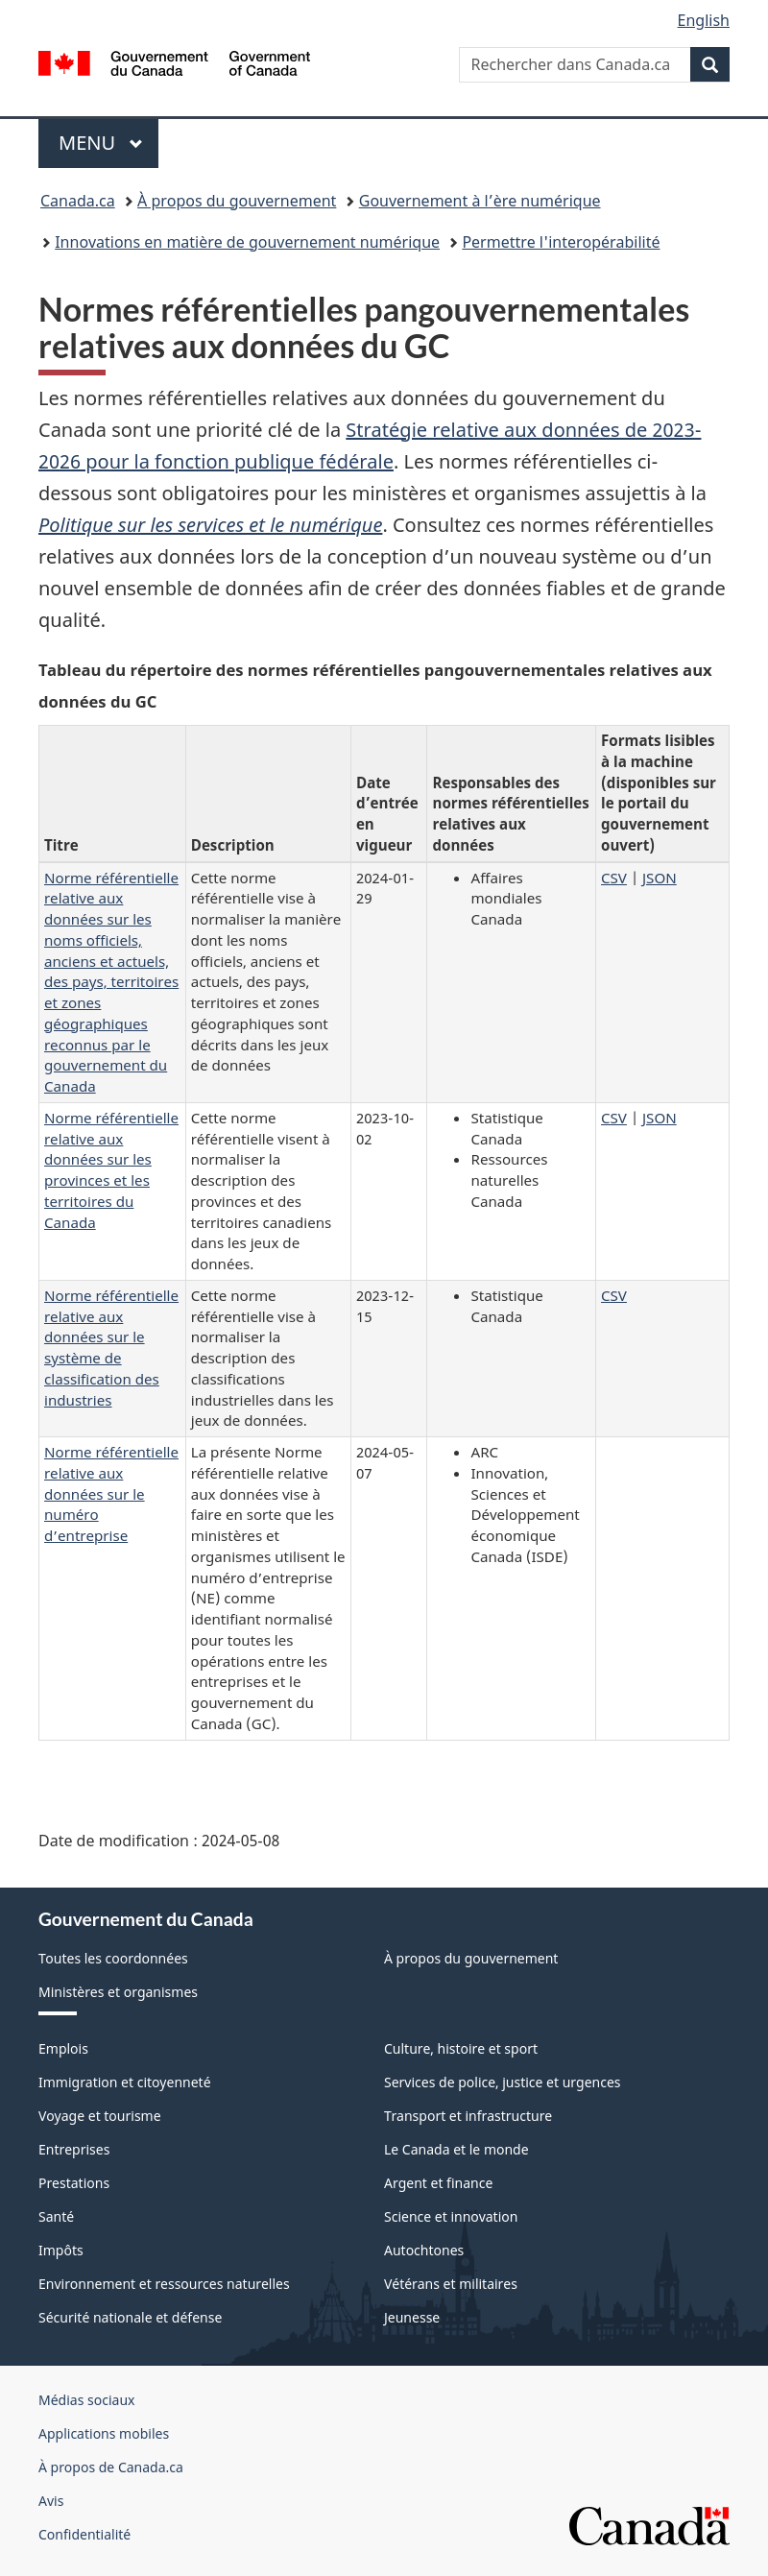 English
Gouvernement
du Canada
Government
of Canada
Rechercher dans Canada.ca
MENU
Canada.ca
À propos du gouvernement
Gouvernement à l’ère numérique
Innovations en matière de gouvernement numérique
Permettre l'interopérabilité
Normes référentielles pangouvernementales
relatives aux données du GC
Les normes référentielles relatives aux données du gouvernement du
Canada sont une priorité clé de la Stratégie relative aux données de 2023-
2026 pour la fonction publique fédérale. Les normes référentielles ci-
dessous sont obligatoires pour les ministères et organismes assujettis à la
Politique sur les services et le numérique. Consultez ces normes référentielles
relatives aux données lors de la conception d’un nouveau système ou d’un
nouvel ensemble de données afin de créer des données fiables et de grande
qualité.
Tableau du répertoire des normes référentielles pangouvernementales relatives aux
données du GC
Titre
Description
Date
d’entrée
en
vigueur
Responsables des
normes référentielles
relatives aux
données
Formats lisibles
à la machine
(disponibles sur
le portail du
gouvernement
ouvert)
Norme référentielle
relative aux
données sur les
noms officiels,
anciens et actuels,
des pays, territoires
et zones
géographiques
reconnus par le
gouvernement du
Canada
Cette norme
référentielle vise à
normaliser la manière
dont les noms
officiels, anciens et
actuels, des pays,
territoires et zones
géographiques sont
décrits dans les jeux
de données
2024-01-
29
• Affaires
mondiales
Canada
CSV | JSON
Norme référentielle
relative aux
données sur les
provinces et les
territoires du
Canada
Cette norme
référentielle visent à
normaliser la
description des
provinces et des
territoires canadiens
dans les jeux de
données.
2023-10-
02
• Statistique
Canada
• Ressources
naturelles
Canada
CSV | JSON
Norme référentielle
relative aux
données sur le
système de
classification des
industries
Cette norme
référentielle vise à
normaliser la
description des
classifications
industrielles dans les
jeux de données.
2023-12-
15
• Statistique
Canada
CSV
Norme référentielle
relative aux
données sur le
numéro
d’entreprise
La présente Norme
référentielle relative
aux données vise à
faire en sorte que les
ministères et
organismes utilisent le
numéro d’entreprise
(NE) comme
identifiant normalisé
pour toutes les
opérations entre les
entreprises et le
gouvernement du
Canada (GC).
2024-05-
07
• ARC
• Innovation,
Sciences et
Développement
économique
Canada (ISDE)
Date de modification : 2024-05-08
Gouvernement du Canada
Toutes les coordonnées
À propos du gouvernement
Ministères et organismes
Emplois
Culture, histoire et sport
Immigration et citoyenneté
Services de police, justice et urgences
Voyage et tourisme
Transport et infrastructure
Entreprises
Le Canada et le monde
Prestations
Argent et finance
Santé
Science et innovation
Impôts
Autochtones
Environnement et ressources naturelles
Vétérans et militaires
Sécurité nationale et défense
Jeunesse
Médias sociaux
Applications mobiles
À propos de Canada.ca
Avis
Confidentialité
Canada